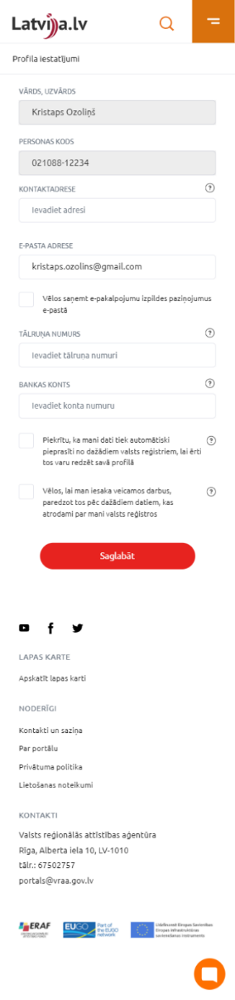 Latvija.lv
Profila iestatījumi
VĀRDS, UZVĀRDS
Kristaps Ozoliņš
PERSONAS KODS
021088-12234
KONTAKTADRESE
Ievadiet adresi
E-PASTA ADRESE
kristaps.ozolins@gmail.com
Vēlos saņemt e-pakalpojumu izpildes paziņojumus
e-pastā
TĀLRUŅA NUMURS
Ievadiet tālruņa numuri
BANKAS KONTS
Ievadiet konta numuru
Piekrītu, ka mani dati tiek automātiski
pieprasīti no dažādiem valsts reģistriem, lai ērti
tos varu redzēt savā profilā
Vēlos, lai man iesaka veicamos darbus,
paredzot tos pēc dažādiem datiem, kas
atrodami par mani valsts reģistros
Saglabāt
LAPAS KARTE
Apskatīt lapas karti
NODERĪGI
Kontakti un saziņa
Par portālu
Privātuma politika
Lietošanas noteikumi
KONTAKTI
Valsts reģionālās attīstības aģentūra
Rīga, Alberta iela 10, LV-1010
tālr.: 67502757
portals@vraa.gov.lv
ERAF
EUGO
Part of
the EUGO
network
Līdzfinansē Eiropas Savienības
Eiropas infrastruktūras
savienošanas instruments